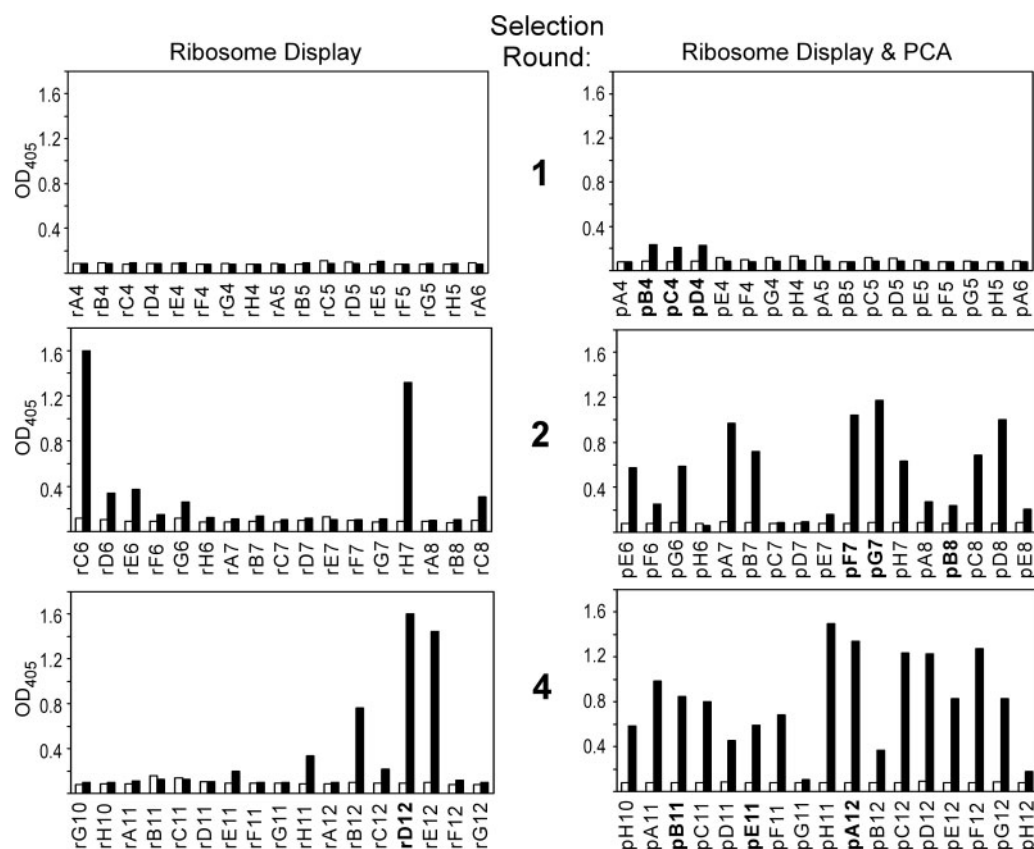 Selection
Round:
Ribosome Display
Ribosome Display & PCA
OD405
1.6
1.2
0.8
0.4
rA4 rB4 rC4 rD4 rE4 rF4 rG4 rH4 rA5 rB5 rC5 rD5 rE5 rF5 rG5 rH5 rA6
1
1.6
1.2
0.8
0.4
pA4 pB4 pC4 pD4 pE4 pF4 pG4 pH4 pA5 pB5 pC5 pD5 pE5 pF5 pG5 pH5 pA6
OD405
1.6
1.2
0.8
0.4
rC6 rD6 rE6 rF6 rG6 rH6 rA7 rB7 rC7 rD7 rE7 rF7 rG7 rH7 rA8 rB8 rC8
2
1.6
1.2
0.8
0.4
pE6 pF6 pG6 pH6 pA7 pB7 pC7 pD7 pE7 pF7 pG7 pH7 pA8 pB8 pC8 pD8 pE8
OD405
1.6
1.2
0.8
0.4
rG10 rH10 rA11 rB11 rC11 rD11 rE11 rF11 rG11 rH11 rA12 rB12 rC12 rD12 rE12 rF12 rG12
4
1.6
1.2
0.8
0.4
pH10 pA11 pB11 pC11 pD11 pE11 pF11 pG11 pH11 pA12 pB12 pC12 pD12 pE12 pF12 pG12 pH12